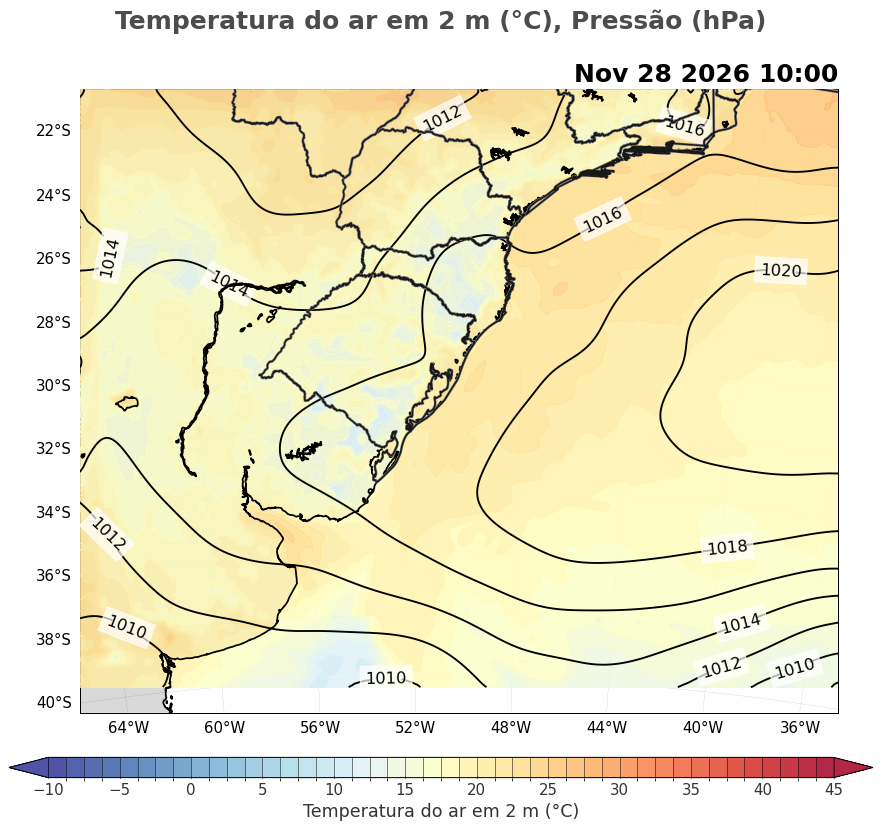 Temperatura do ar em 2 m (°C), Pressão (hPa)
Nov 28 2026 10:00
1012
1016
22°S
24°S
1016
1014
26°S
1020
1014
28°S
30°S
32°S
34°S
1012
1018
36°S
1010
1014
38°S
1012
1010
1010
40°S
64°W 60°W 56°W 52°W 48°W 44°W 40°W 36°W
−10 −5 0 5 10 15 20 25 30 35 40 45
Temperatura do ar em 2 m (°C)